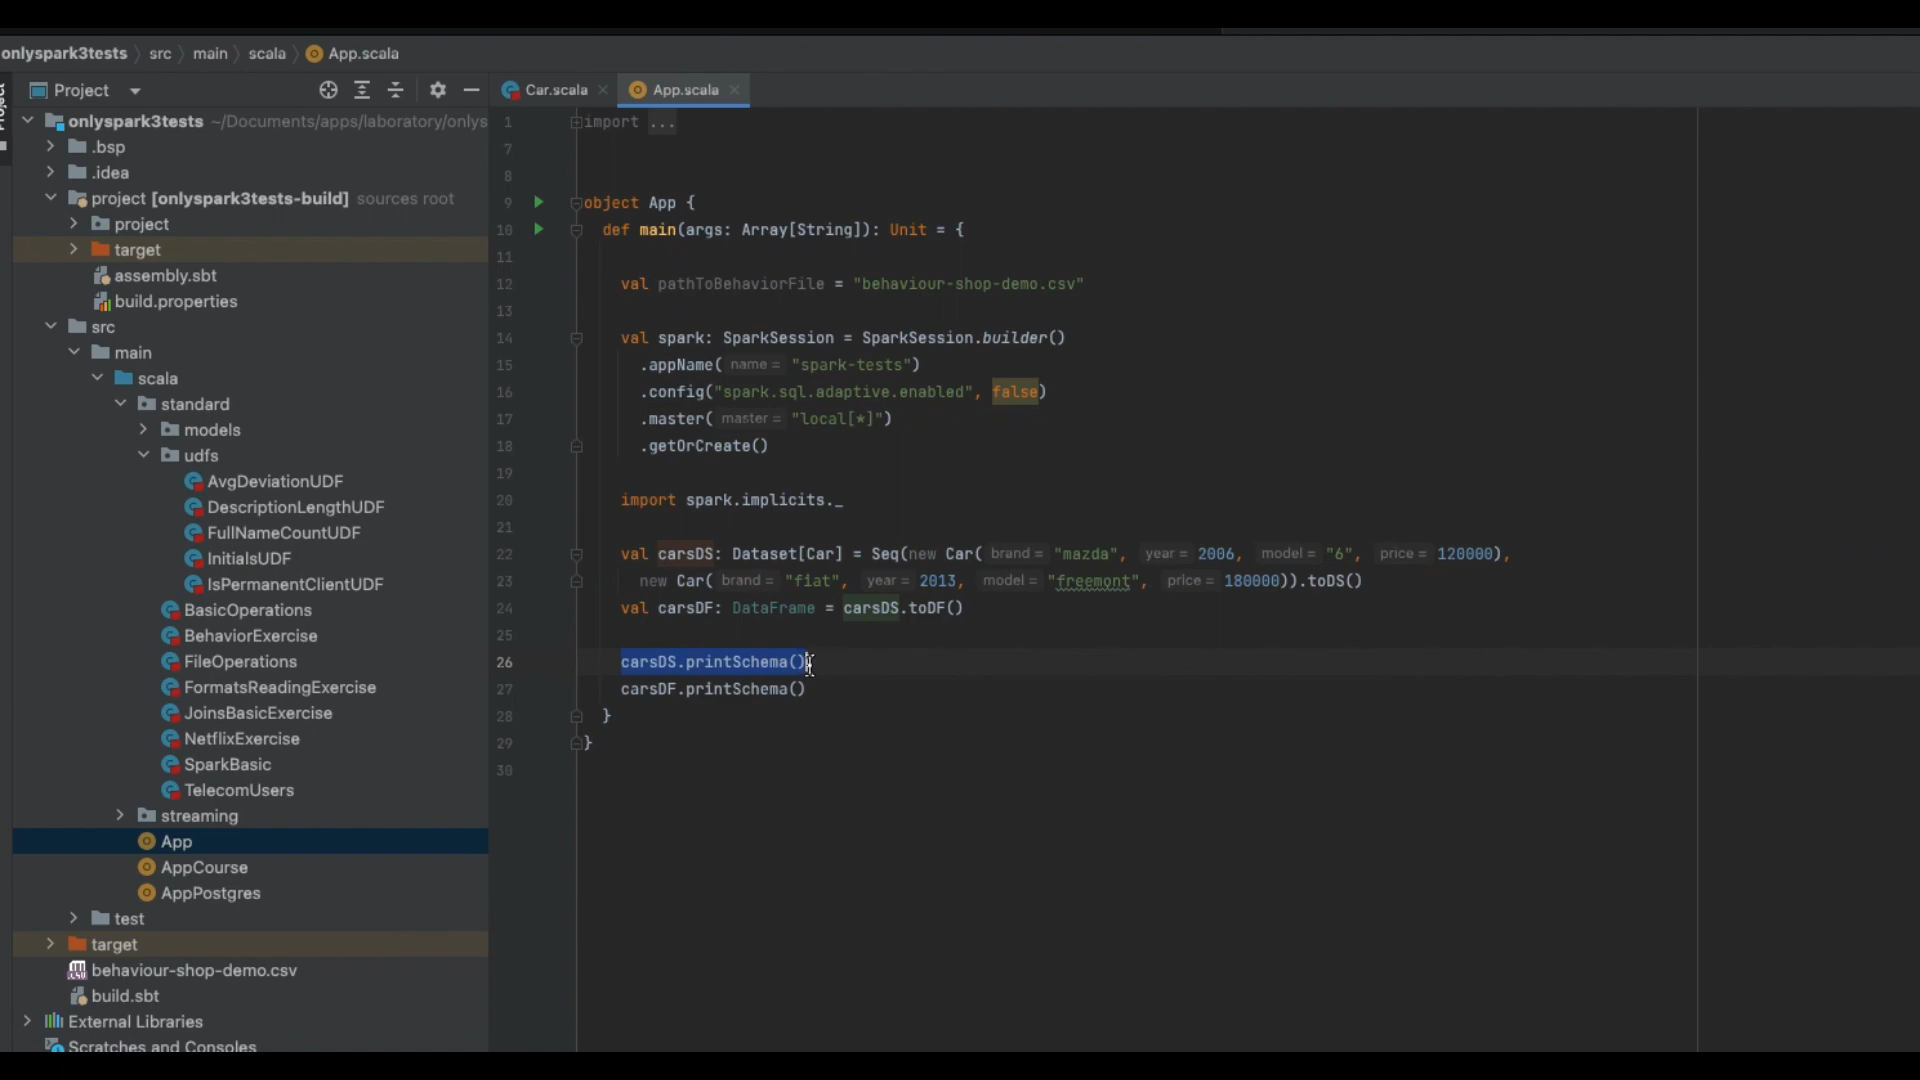 onlyspark3tests > src > main > scala > App.scala
Project
Project
Car.scala
App.scala
onlyspark3tests ~/Documents/apps/laboratory/onlys
.bsp
.idea
project [onlyspark3tests-build] sources root
project
target
assembly.sbt
build.properties
src
main
scala
standard
models
udfs
AvgDeviationUDF
DescriptionLengthUDF
FullNameCountUDF
InitialsUDF
IsPermanentClientUDF
BasicOperations
BehaviorExercise
FileOperations
FormatsReadingExercise
JoinsBasicExercise
NetflixExercise
SparkBasic
TelecomUsers
streaming
App
AppCourse
AppPostgres
test
target
behaviour-shop-demo.csv
build.sbt
External Libraries
Scratches and Consoles
1 import ...
7
8
9 object App {
10 def main(args: Array[String]): Unit = {
11
12 val pathToBehaviorFile = "behaviour-shop-demo.csv"
13
14 val spark: SparkSession = SparkSession.builder()
15 .appName( name = "spark-tests")
16 .config("spark.sql.adaptive.enabled", false)
17 .master( master = "local[*]")
18 .getOrCreate()
19
20 import spark.implicits._
21
22 val carsDS: Dataset[Car] = Seq(new Car( brand = "mazda", year = 2006, model = "6", price = 120000),
23 new Car( brand = "fiat", year = 2013, model = "freemont", price = 180000)).toDS()
24 val carsDF: DataFrame = carsDS.toDF()
25
26 carsDS.printSchema()
27 carsDF.printSchema()
28 }
29 }
30